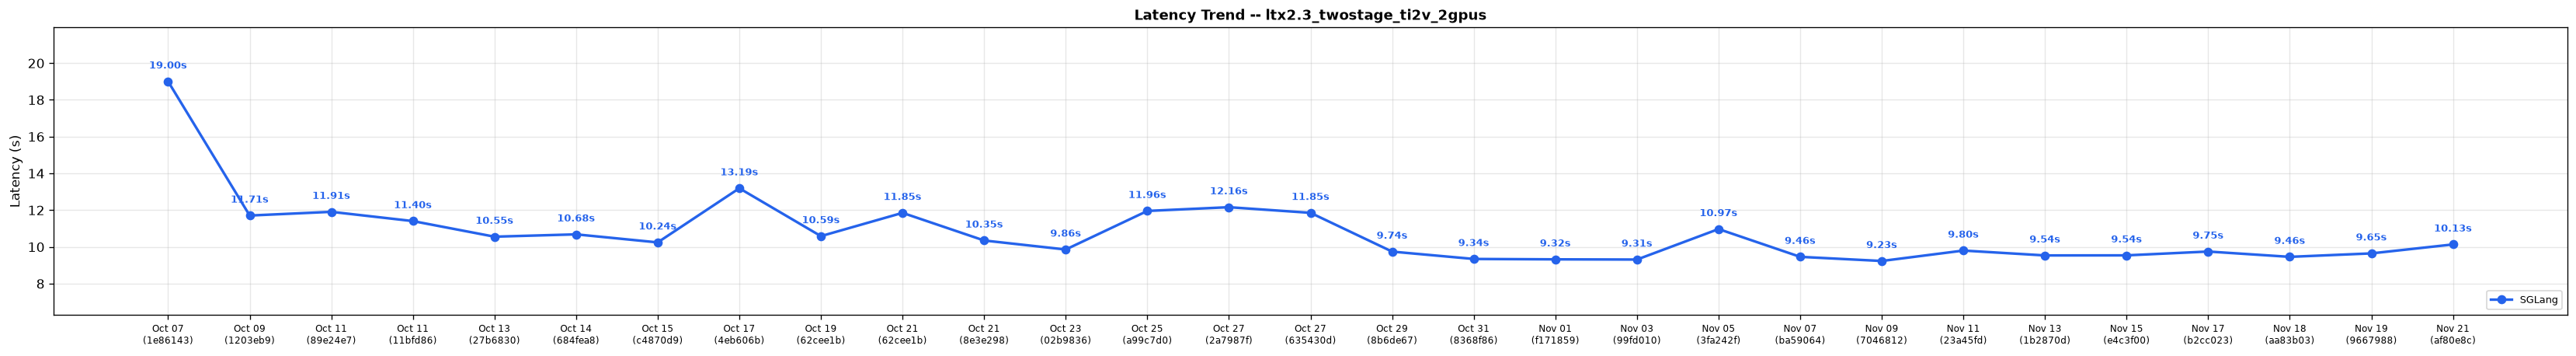 Latency Trend -- ltx2.3_twostage_ti2v_2gpus
Latency (s)
20
18
16
14
12
10
8
19.00s
11.71s
11.91s
11.40s
10.55s
10.68s
10.24s
13.19s
10.59s
11.85s
10.35s
9.86s
11.96s
12.16s
11.85s
9.74s
9.34s
9.32s
9.31s
10.97s
9.46s
9.23s
9.80s
9.54s
9.54s
9.75s
9.46s
9.65s
10.13s
SGLang
Oct 07
(1e86143)
Oct 09
(1203eb9)
Oct 11
(89e24e7)
Oct 11
(11bfd86)
Oct 13
(27b6830)
Oct 14
(684fea8)
Oct 15
(c4870d9)
Oct 17
(4eb606b)
Oct 19
(62cee1b)
Oct 21
(62cee1b)
Oct 21
(8e3e298)
Oct 23
(02b9836)
Oct 25
(a99c7d0)
Oct 27
(2a7987f)
Oct 27
(635430d)
Oct 29
(8b6de67)
Oct 31
(8368f86)
Nov 01
(f171859)
Nov 03
(99fd010)
Nov 05
(3fa242f)
Nov 07
(ba59064)
Nov 09
(7046812)
Nov 11
(23a45fd)
Nov 13
(1b2870d)
Nov 15
(e4c3f00)
Nov 17
(b2cc023)
Nov 18
(aa83b03)
Nov 19
(9667988)
Nov 21
(af80e8c)